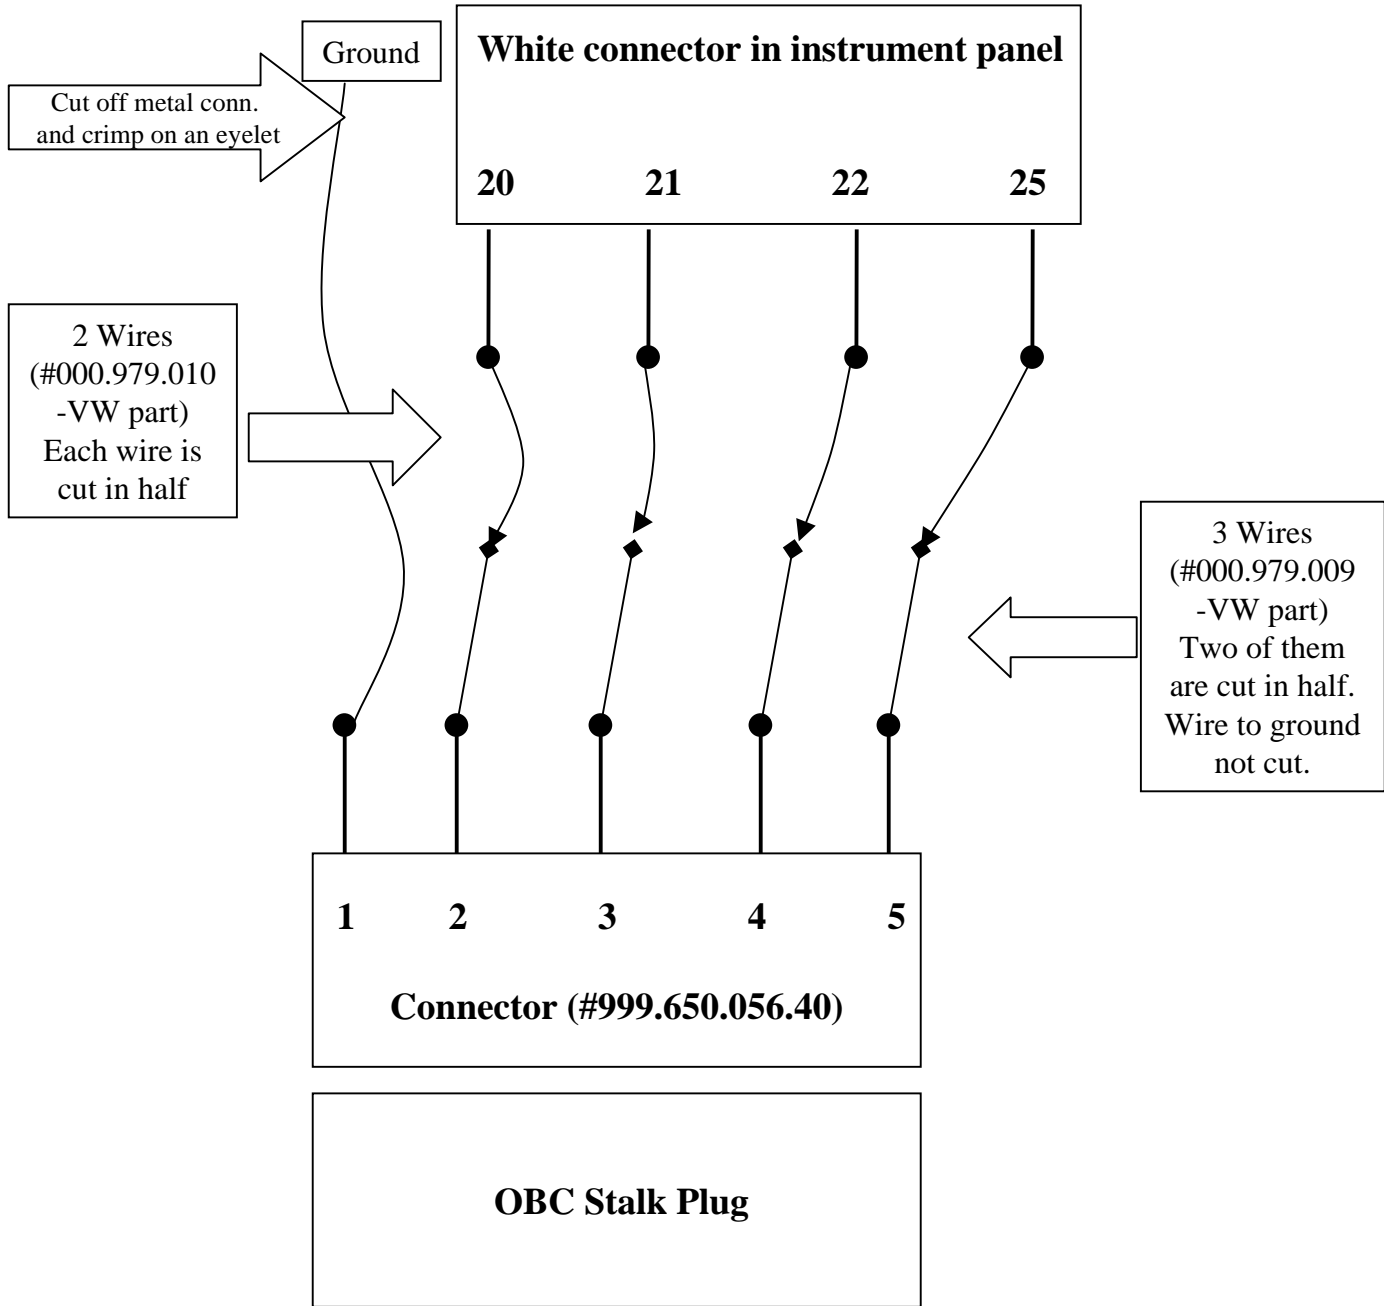 Ground
White connector in instrument panel
Cut off metal conn.
and crimp on an eyelet
20 21 22 25
2 Wires
(#000.979.010
-VW part)
Each wire is
cut in half
3 Wires
(#000.979.009
-VW part)
Two of them
are cut in half.
Wire to ground
not cut.
1 2 3 4 5
Connector (#999.650.056.40)
OBC Stalk Plug